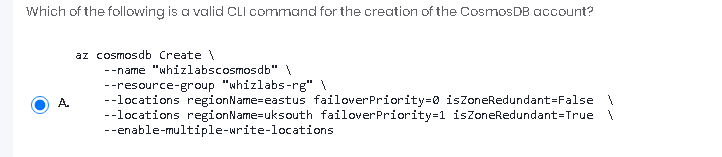 Which of the following is a valid CLI command for the creation of the CosmosDB account?
az cosmosdb Create \
--name "whizlabscosmosdb" \
--resource-group "whizlabs-rg" \
A. --locations regionName=eastus failoverPriority=0 isZoneRedundant=False \
--locations regionName=uksouth failoverPriority=1 isZoneRedundant=True \
--enable-multiple-write-locations